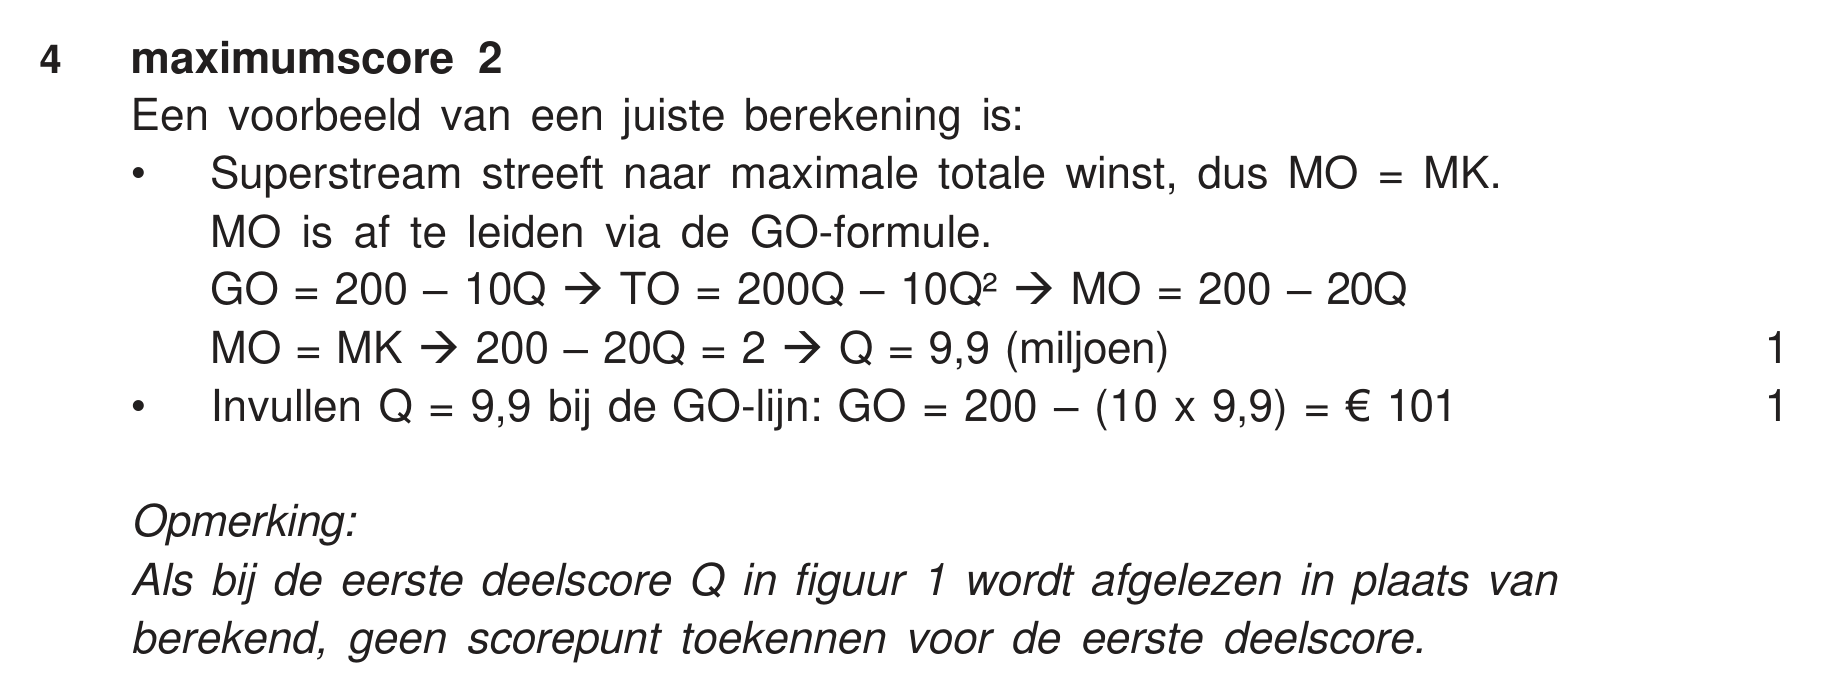 4 maximumscore 2
Een voorbeeld van een juiste berekening is:
• Superstream streeft naar maximale totale winst, dus MO = MK.
MO is af te leiden via de GO-formule.
GO = 200 – 10Q → TO = 200Q – 10Q² → MO = 200 – 20Q
MO = MK → 200 – 20Q = 2 → Q = 9,9 (miljoen) 1
• Invullen Q = 9,9 bij de GO-lijn: GO = 200 – (10 x 9,9) = € 101 1
Opmerking:
Als bij de eerste deelscore Q in figuur 1 wordt afgelezen in plaats van
berekend, geen scorepunt toekennen voor de eerste deelscore.